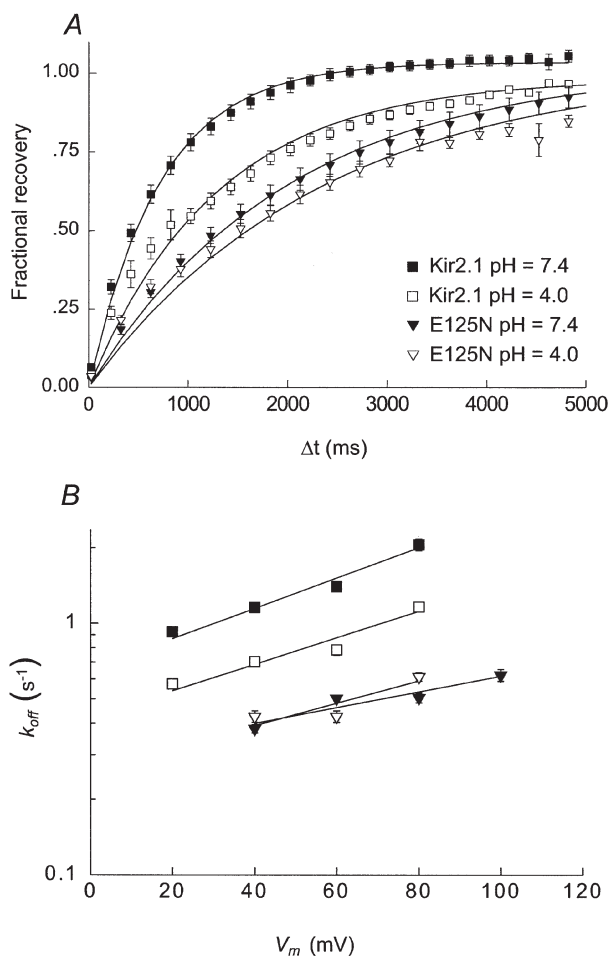 A
Fractional recovery
1.00
.75
.50
.25
0.00
Kir2.1 pH = 7.4
Kir2.1 pH = 4.0
E125N pH = 7.4
E125N pH = 4.0
0 1000 2000 3000 4000 5000
Δt (ms)
B
k_off (s⁻¹)
1
0.1
0 20 40 60 80 100 120
V_m (mV)